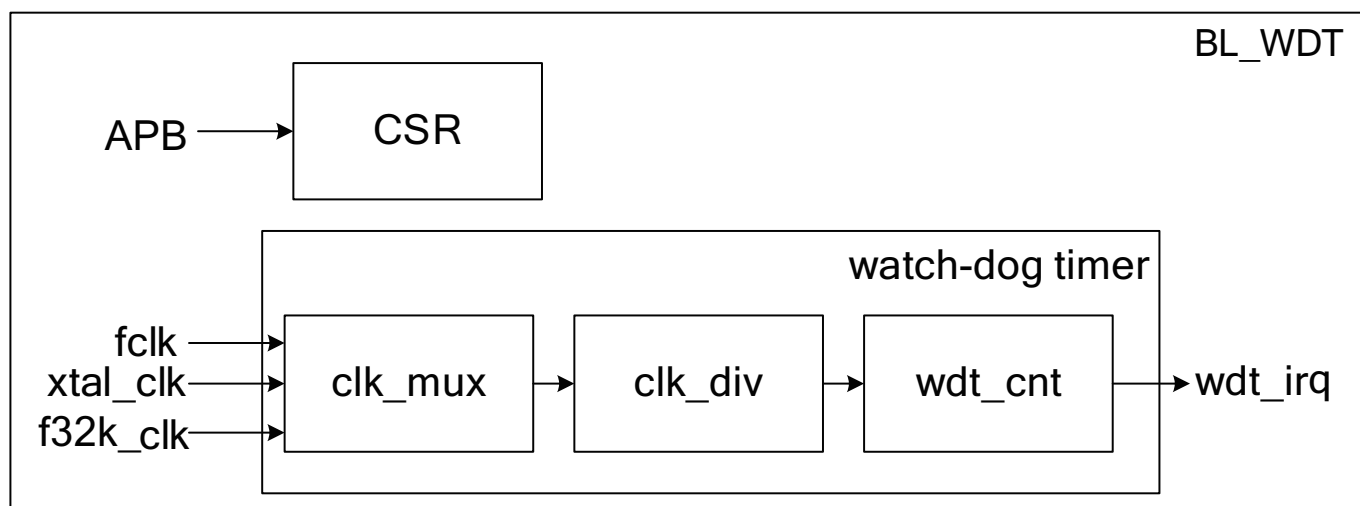 BL_WDT
APB
CSR
watch-dog timer
fclk
xtal_clk
f32k_clk
clk_mux
clk_div
wdt_cnt
wdt_irq